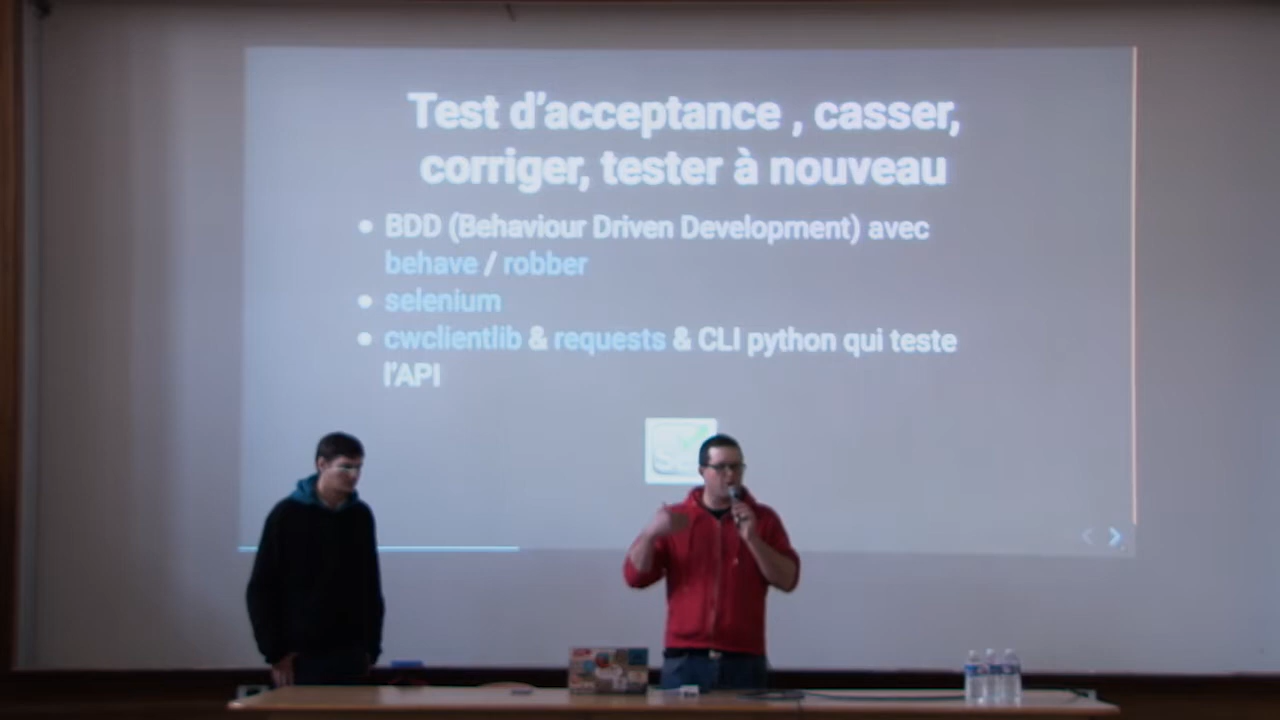 Test d'acceptance , casser,
corriger, tester à nouveau
BDD (Behaviour Driven Development) avec
behave / robber
selenium
cwclientlib & requests & CLI python qui teste
l'API